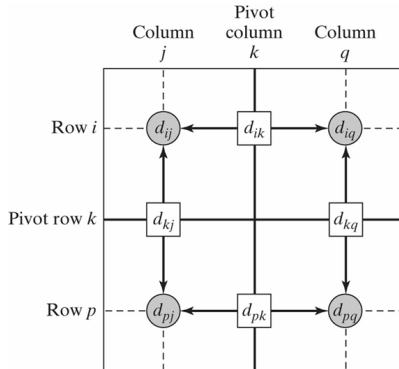 Pivot
Column column Column
j k q
Row i d_ij d_ik d_iq
Pivot row k d_kj d_kq
Row p d_pj d_pk d_pq